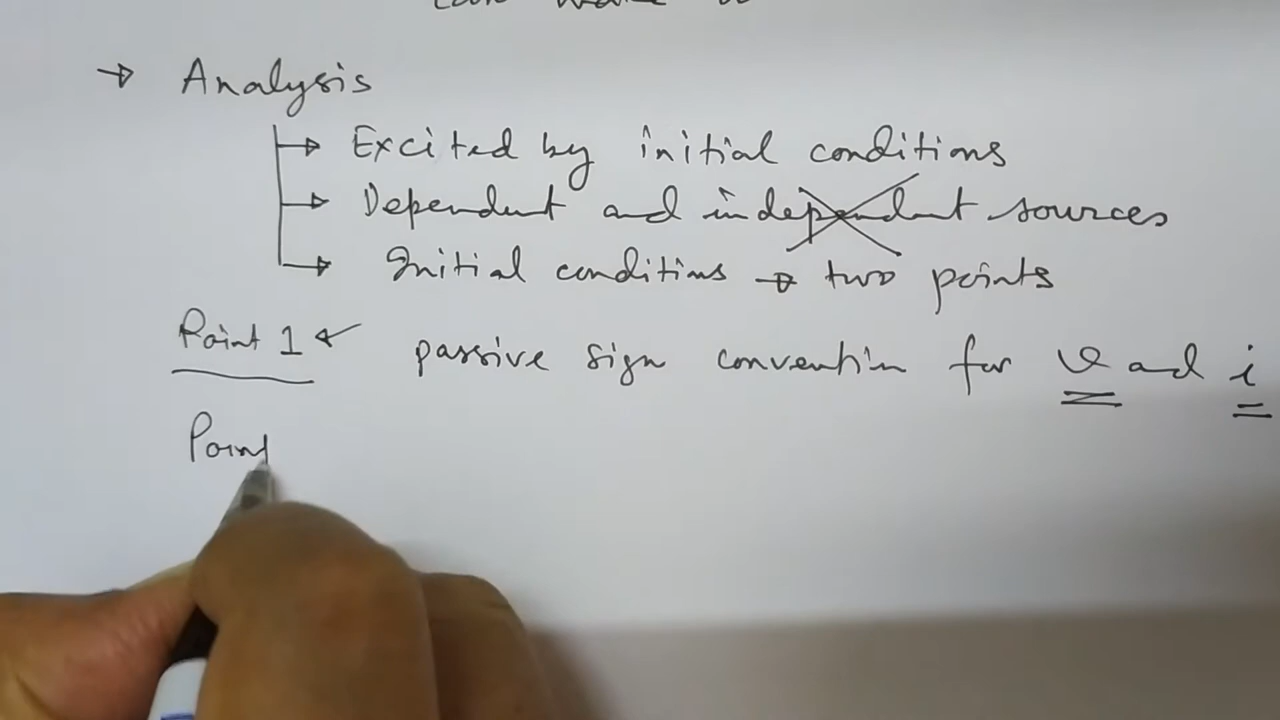 → Analysis
→ Excited by initial conditions
→ Dependent and independent sources
→ Initial conditions → two points
Point 1 passive sign convention for v and i
Point